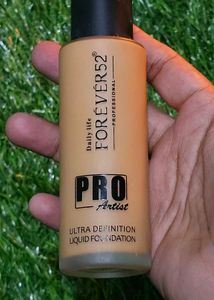 Daily life
FOREVER52®
PROFESSIONAL
PRO
Artist
ULTRA DEFINITION
LIQUID FOUNDATION